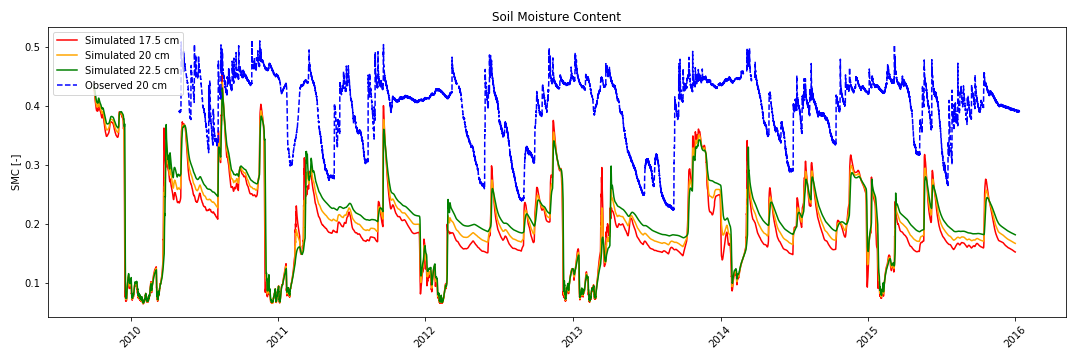 Soil Moisture Content
SMC [-]
0.5
0.4
0.3
0.2
0.1
Simulated 17.5 cm
Simulated 20 cm
Simulated 22.5 cm
Observed 20 cm
2010
2011
2012
2013
2014
2015
2016